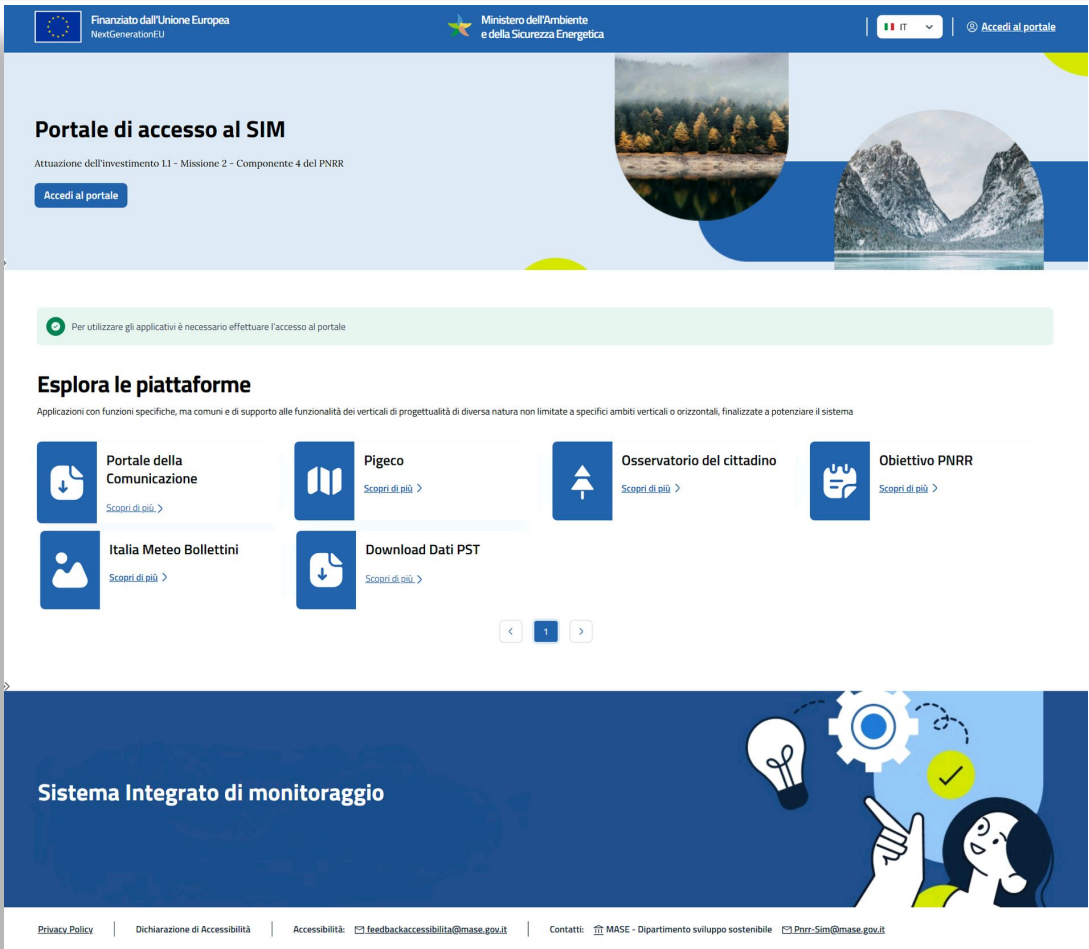 Finanziato dall'Unione Europea
NextGenerationEU
Ministero dell'Ambiente
e della Sicurezza Energetica
IT
Accedi al portale
Portale di accesso al SIM
Attuazione dell'investimento 1.1 - Missione 2 - Componente 4 del PNRR
Accedi al portale
Per utilizzare gli applicativi è necessario effettuare l'accesso al portale
Esplora le piattaforme
Applicazioni con funzioni specifiche, ma comuni e di supporto alle funzionalità dei verticali di progettualità di diversa natura non limitate a specifici ambiti verticali o orizzontali, finalizzate a potenziare il sistema
Portale della
Comunicazione
Scopri di più
Pigeco
Scopri di più
Osservatorio del cittadino
Scopri di più
Obiettivo PNRR
Scopri di più
Italia Meteo Bollettini
Scopri di più
Download Dati PST
Scopri di più
1
Sistema Integrato di monitoraggio
Privacy Policy
Dichiarazione di Accessibilità
Accessibilità: feedbackaccessibilita@mase.gov.it
Contatti: MASE - Dipartimento sviluppo sostenibile Pnrr-Sim@mase.gov.it